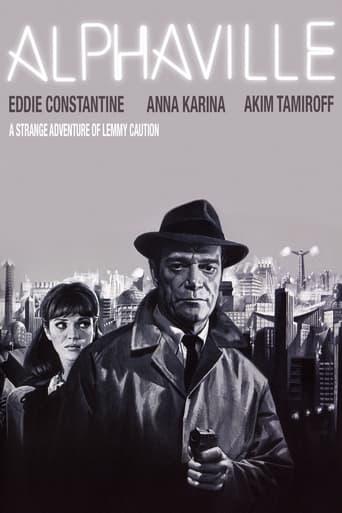 ALPHAVILLE
EDDIE CONSTANTINE ANNA KARINA AKIM TAMIROFF
A STRANGE ADVENTURE OF LEMMY CAUTION